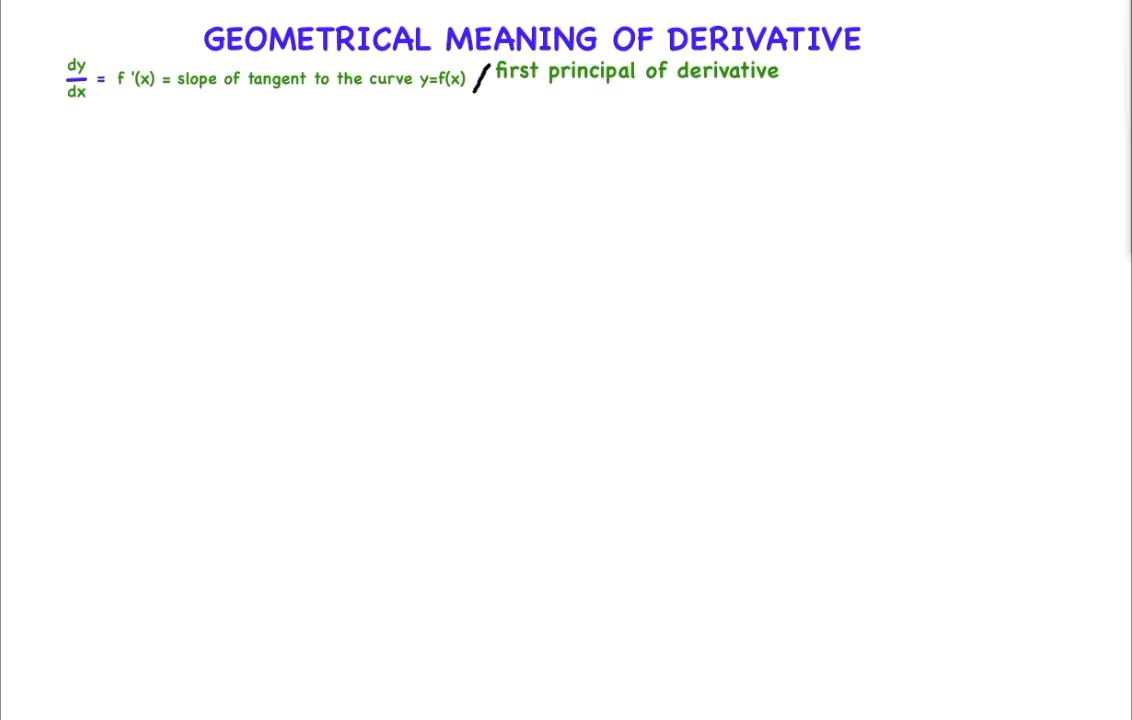 GEOMETRICAL MEANING OF DERIVATIVE
dy/dx = f '(x) = slope of tangent to the curve y=f(x) / first principal of derivative